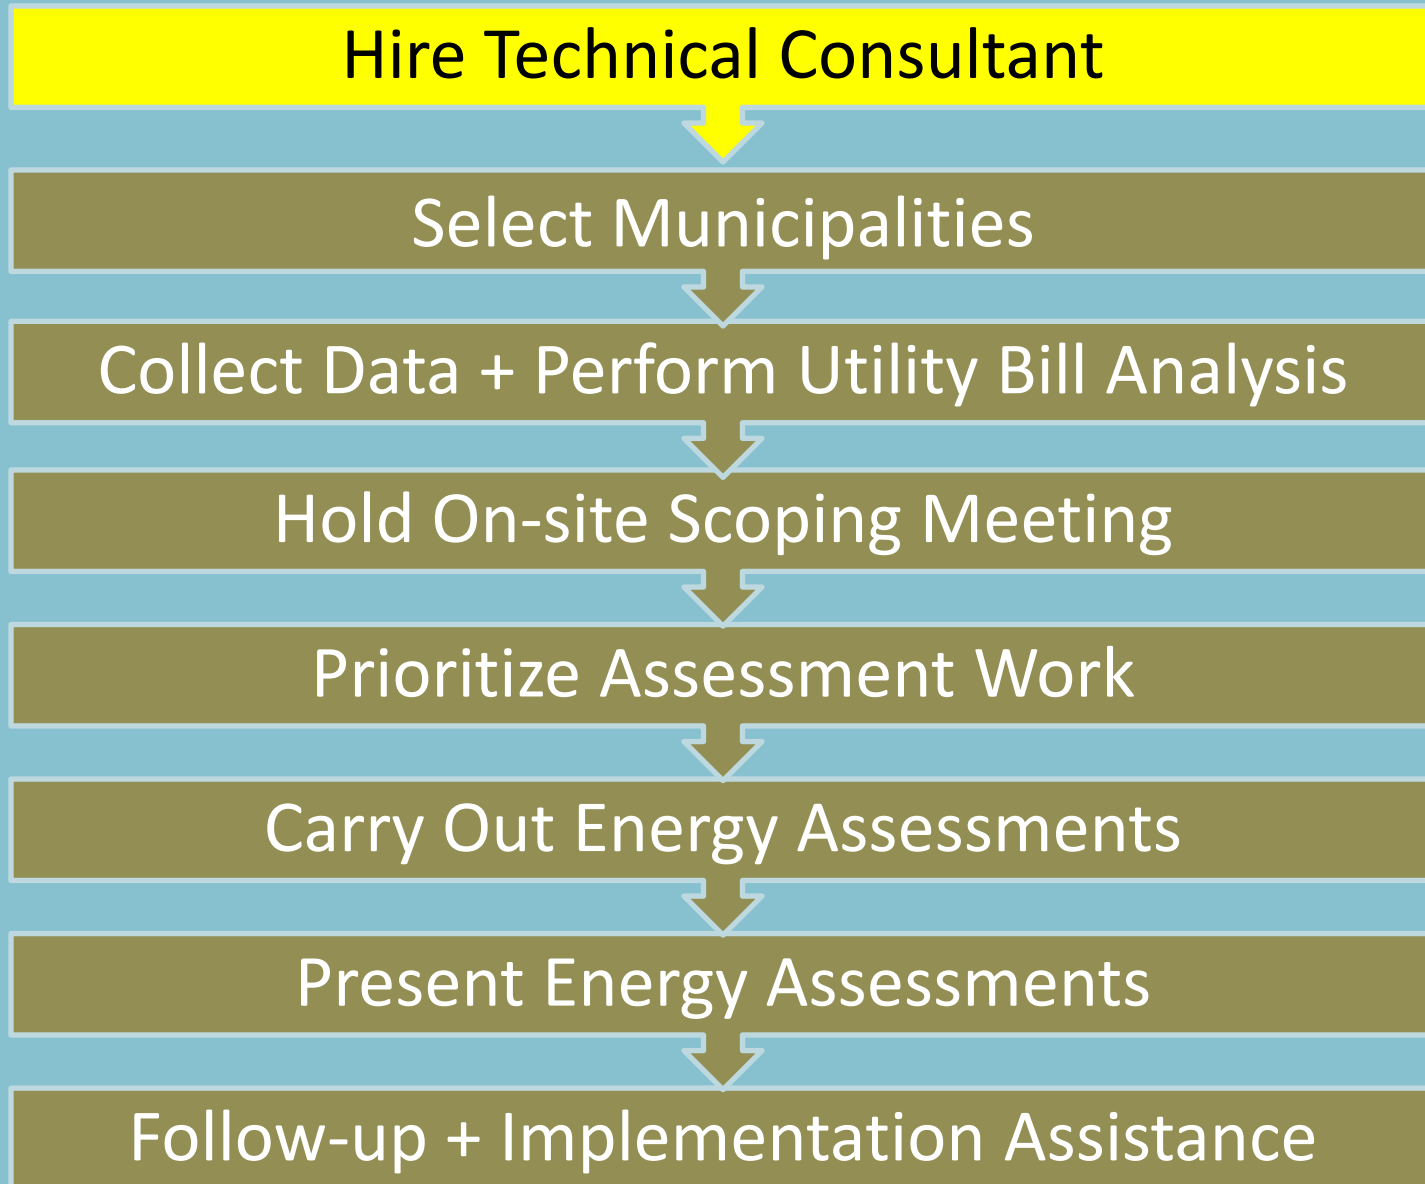 Hire Technical Consultant
Select Municipalities
Collect Data + Perform Utility Bill Analysis
Hold On-site Scoping Meeting
Prioritize Assessment Work
Carry Out Energy Assessments
Present Energy Assessments
Follow-up + Implementation Assistance